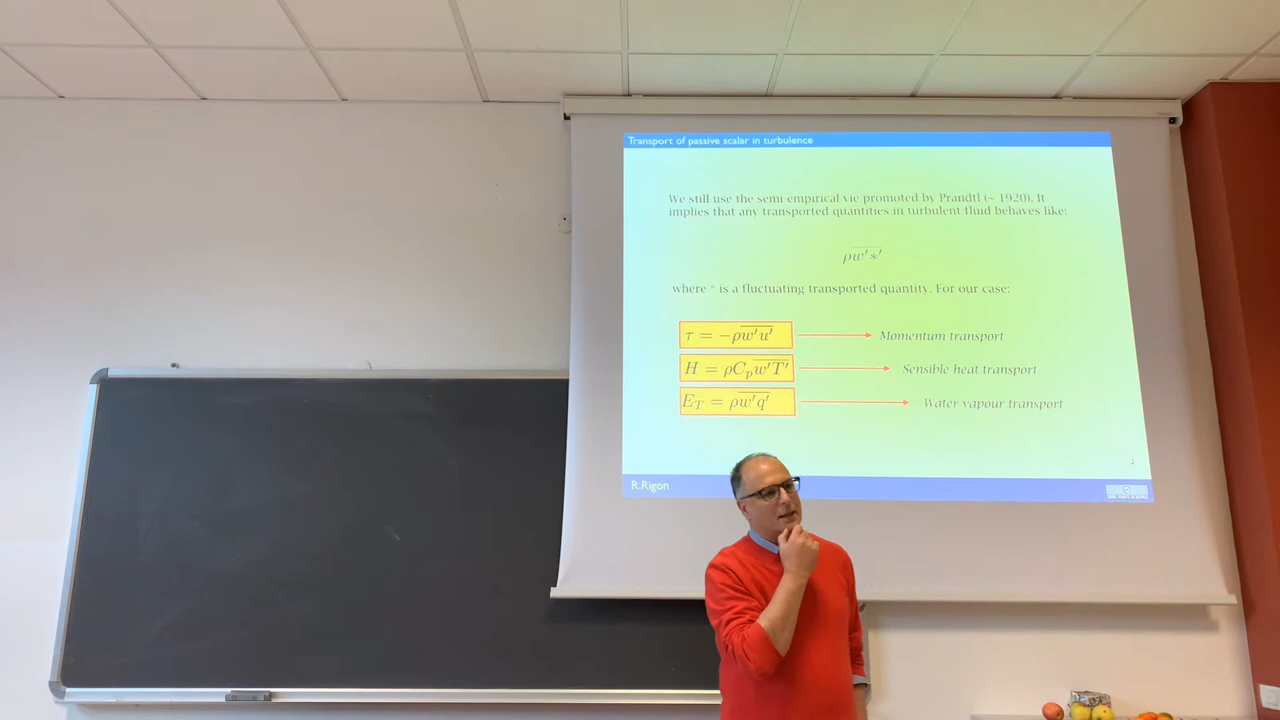 Transport of passive scalar in turbulence
We still use the semi-empirical vie promoted by Prandtl (~ 1920). It
implies that any transported quantities in turbulent fluid behaves like:
ρw′∗′
where * is a fluctuating transported quantity. For our case:
τ = −ρw′u′ Momentum transport
H = ρCₚw′T′ Sensible heat transport
E_T = ρw′q′ Water vapour transport
R.Rigon